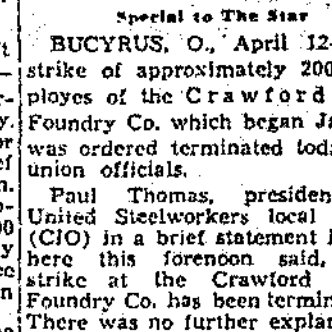 Special to The Star
BUCYRUS, O., April 12
strike of approximately 200
ployes of the Crawford
Foundry Co. which began Ja
was ordered terminated tod
union officials.
Paul Thomas, presiden
United Steelworkers local
(CIO) in a brief statement
here this forenoon said,
strike at the Crawford
Foundry Co. has been termin
There was no further expla